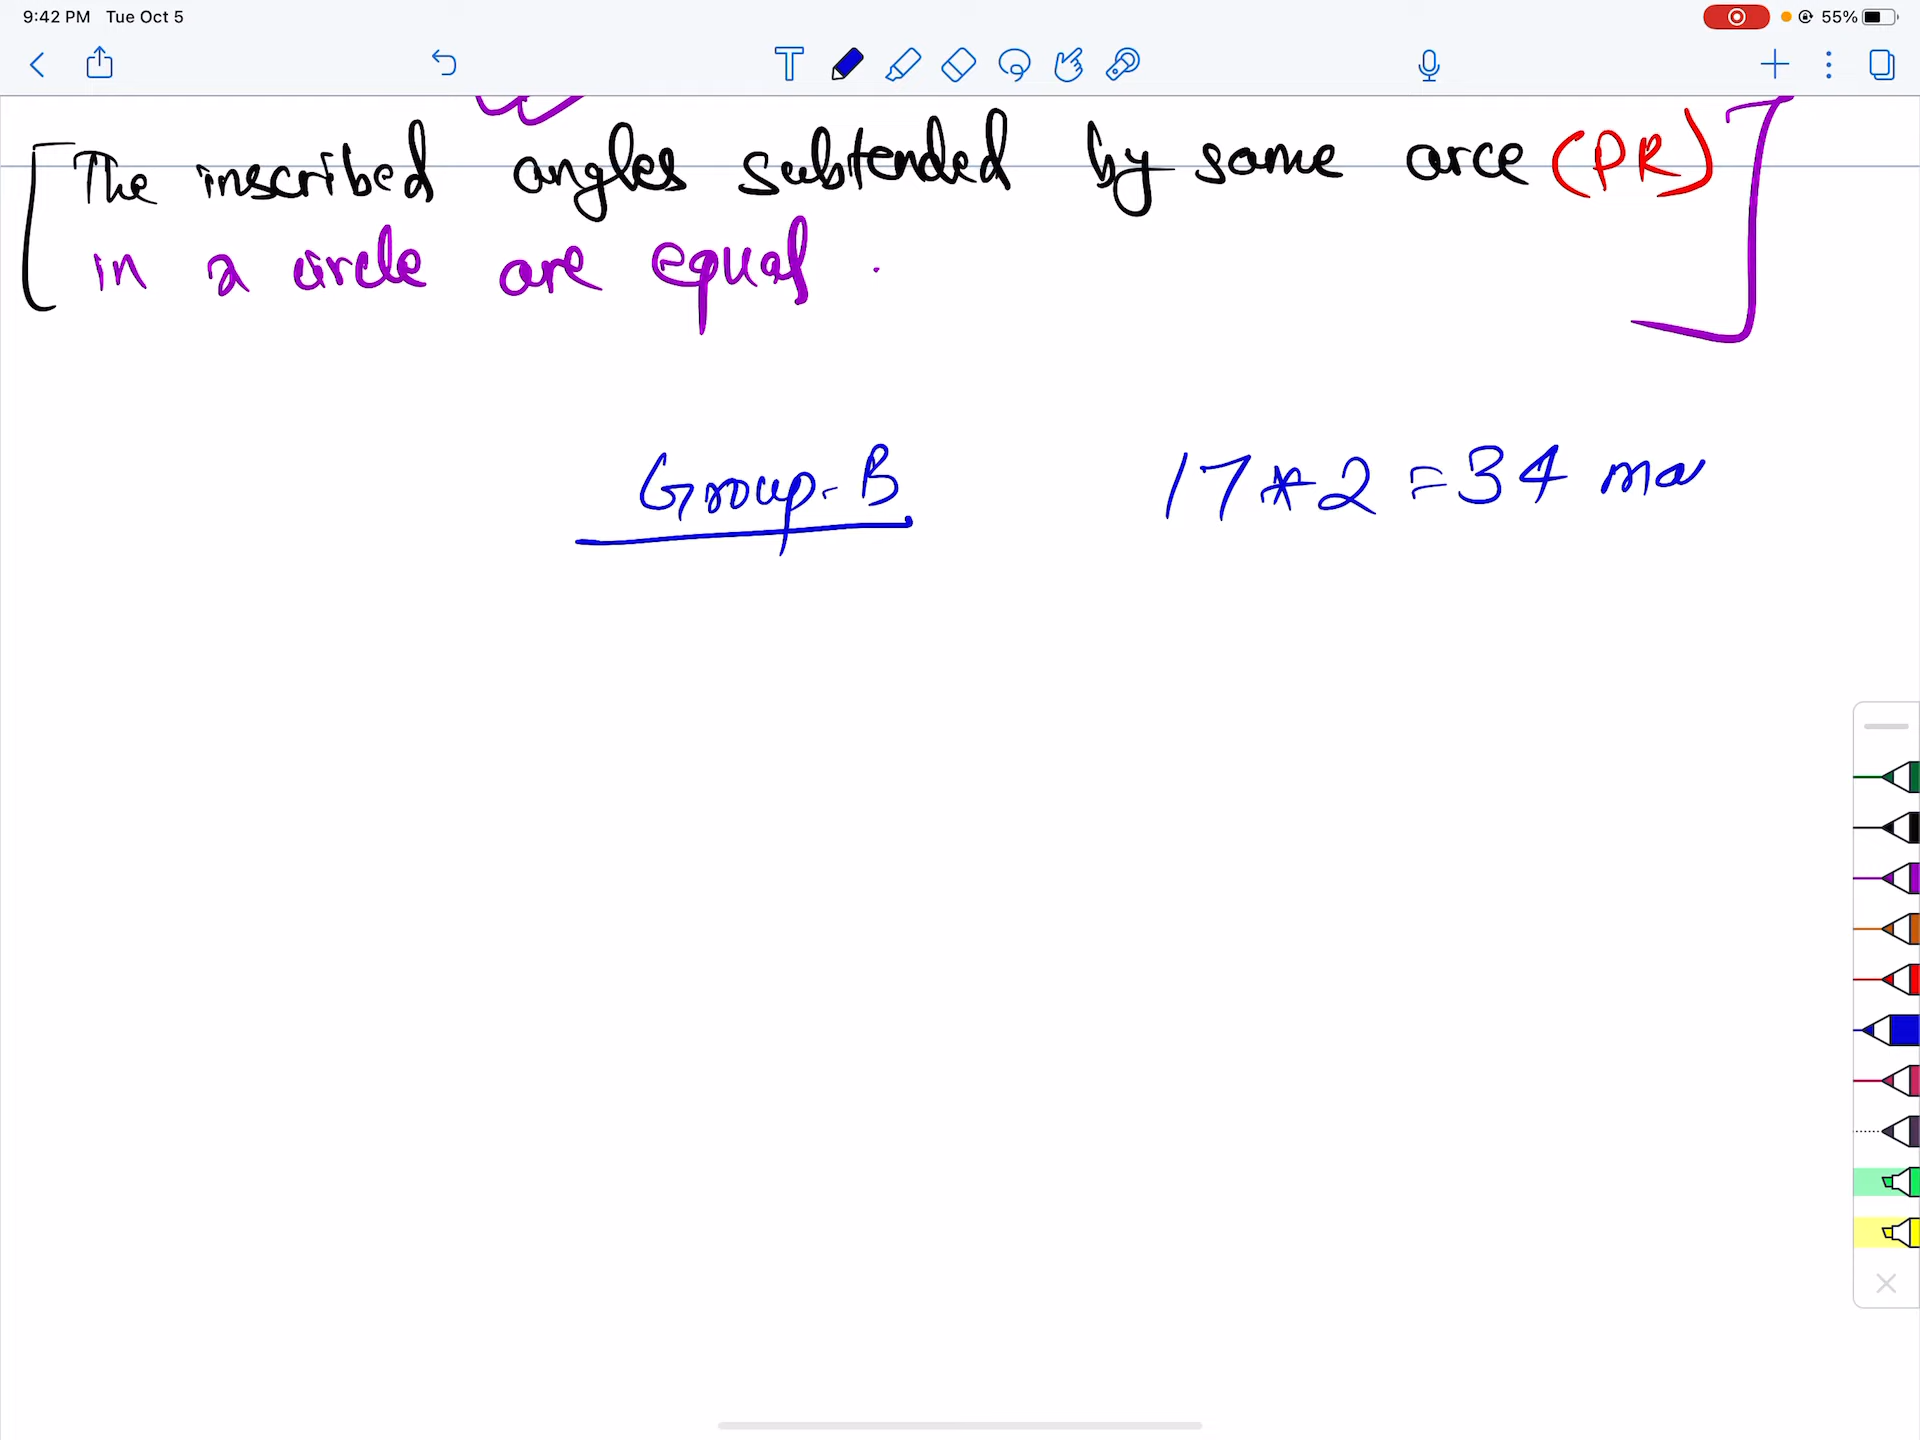 9:42 PM Tue Oct 5
55%
The inscribed angles subtended by same arce (PR)
in a circle are equal .
Group-B 17*2=34 ma